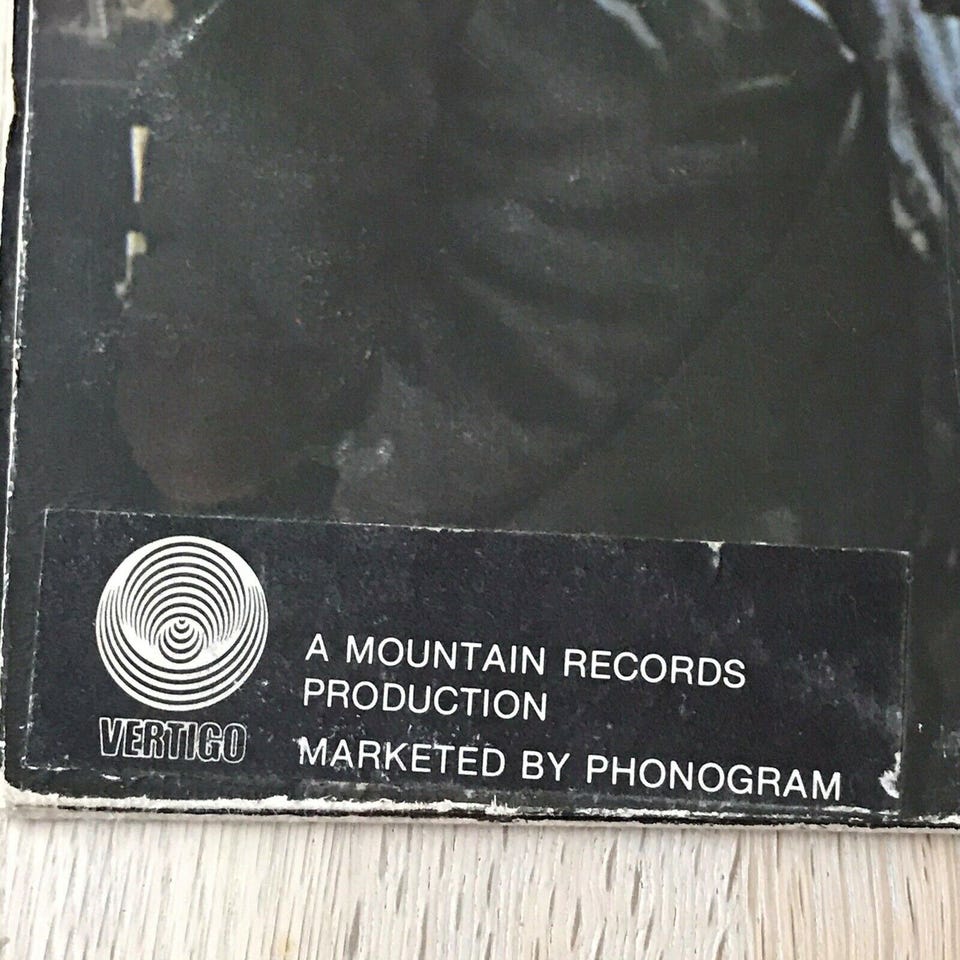 VERTIGO
A MOUNTAIN RECORDS
PRODUCTION
MARKETED BY PHONOGRAM